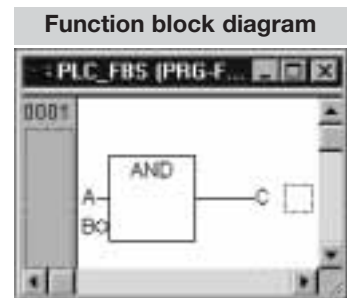 Function block diagram
PLC_FBS (PRG-F...
0001
AND
A
C
B